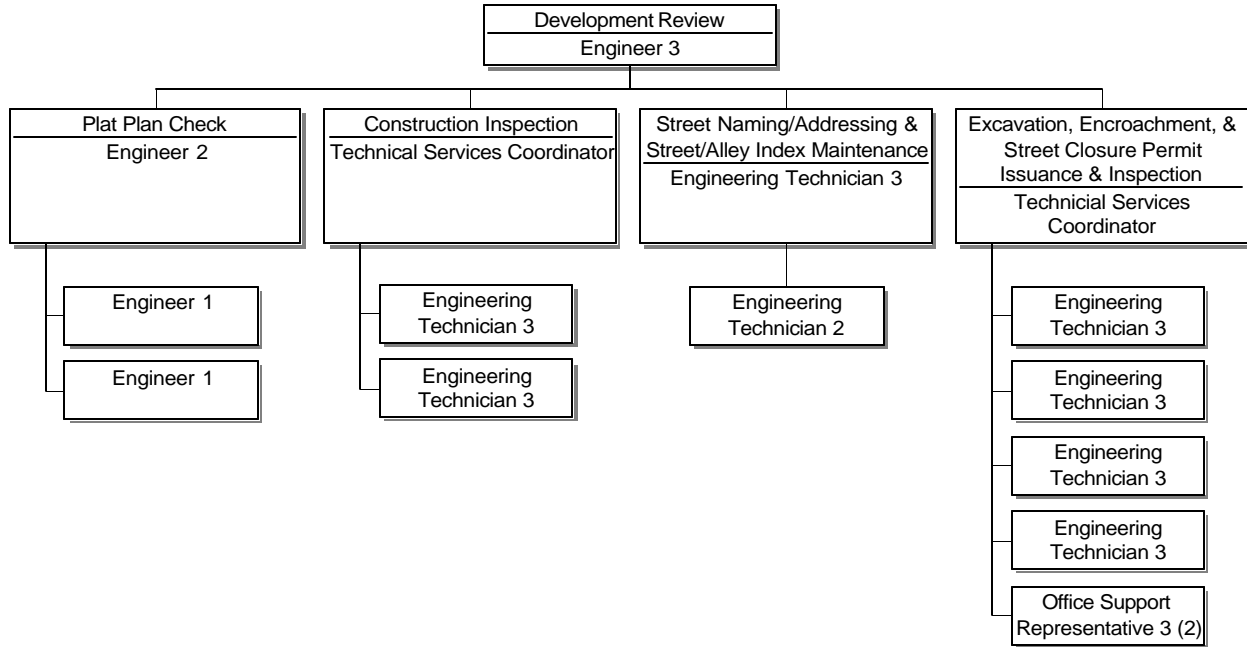 Development Review
Engineer 3
Plat Plan Check
Engineer 2
Construction Inspection
Technical Services Coordinator
Street Naming/Addressing &
Street/Alley Index Maintenance
Engineering Technician 3
Excavation, Encroachment, &
Street Closure Permit
Issuance & Inspection
Technicial Services
Coordinator
Engineer 1
Engineer 1
Engineering
Technician 3
Engineering
Technician 3
Engineering
Technician 2
Engineering
Technician 3
Engineering
Technician 3
Engineering
Technician 3
Engineering
Technician 3
Office Support
Representative 3 (2)